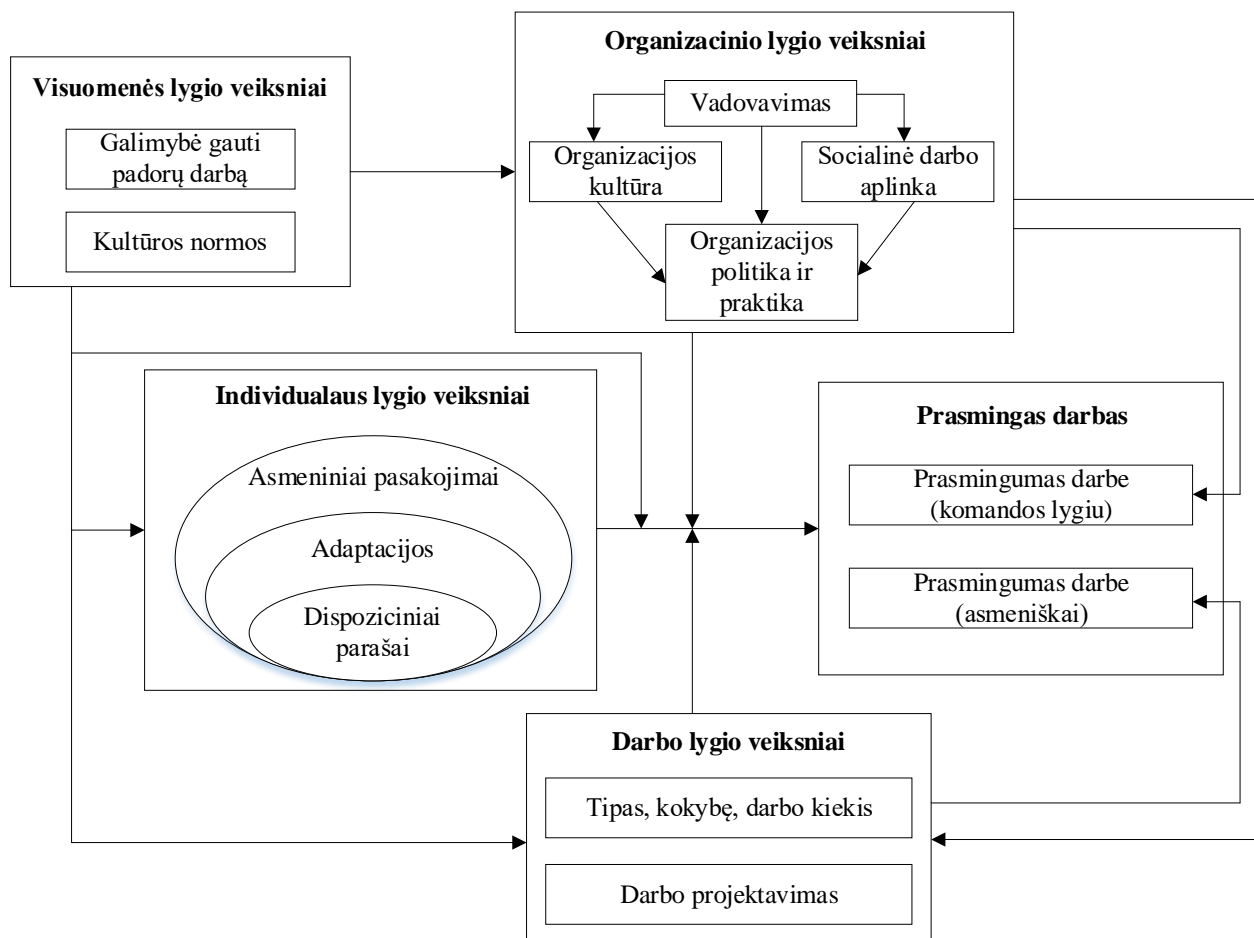 Visuomenės lygio veiksniai
Galimybė gauti
padorų darbą
Kultūros normos
Organizacinio lygio veiksniai
Vadovavimas
Organizacijos
kultūra
Socialinė darbo
aplinka
Organizacijos
politika ir
praktika
Individualaus lygio veiksniai
Asmeniniai pasakojimai
Adaptacijos
Dispoziciniai
parašai
Prasmingas darbas
Prasmingumas darbe
(komandos lygiu)
Prasmingumas darbe
(asmeniškai)
Darbo lygio veiksniai
Tipas, kokybę, darbo kiekis
Darbo projektavimas